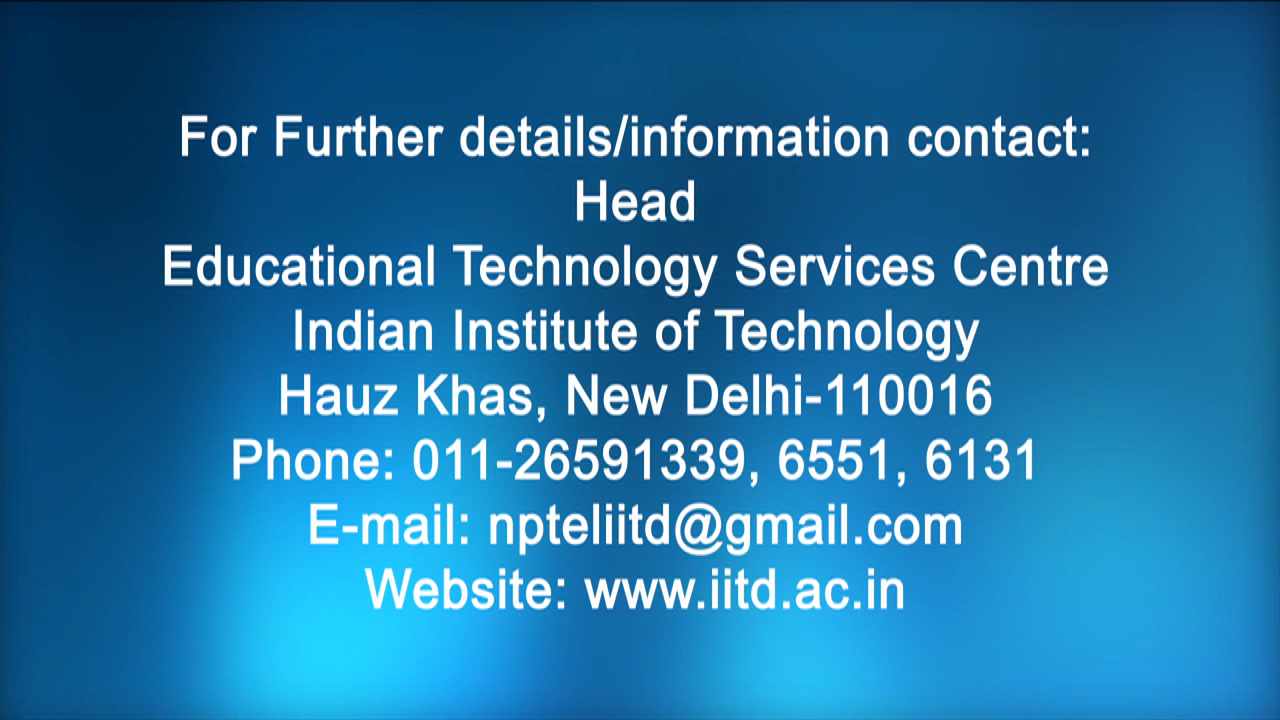 For Further details/information contact:
Head
Educational Technology Services Centre
Indian Institute of Technology
Hauz Khas, New Delhi-110016
Phone: 011-26591339, 6551, 6131
E-mail: npteliitd@gmail.com
Website: www.iitd.ac.in